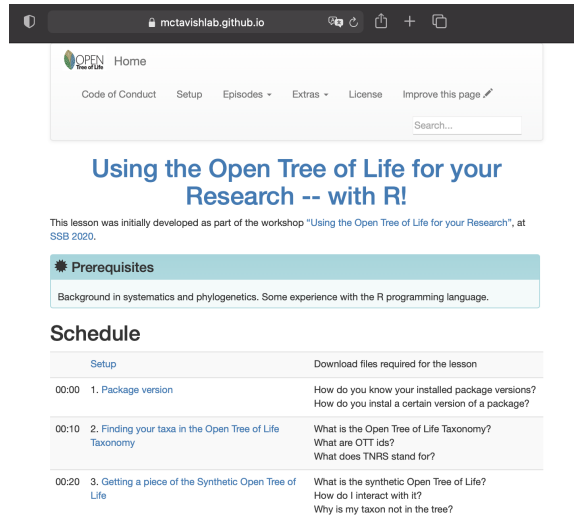 mctavishlab.github.io
OPEN
Tree of Life
Home
Code of Conduct Setup Episodes Extras License Improve this page
Search...
Using the Open Tree of Life for your
Research -- with R!
This lesson was initially developed as part of the workshop “Using the Open Tree of Life for your Research”, at
SSB 2020.
Prerequisites
Background in systematics and phylogenetics. Some experience with the R programming language.
Schedule
Setup Download files required for the lesson
00:00 1. Package version How do you know your installed package versions?
How do you instal a certain version of a package?
00:10 2. Finding your taxa in the Open Tree of Life What is the Open Tree of Life Taxonomy?
Taxonomy What are OTT ids?
What does TNRS stand for?
00:20 3. Getting a piece of the Synthetic Open Tree of What is the synthetic Open Tree of Life?
Life How do I interact with it?
Why is my taxon not in the tree?